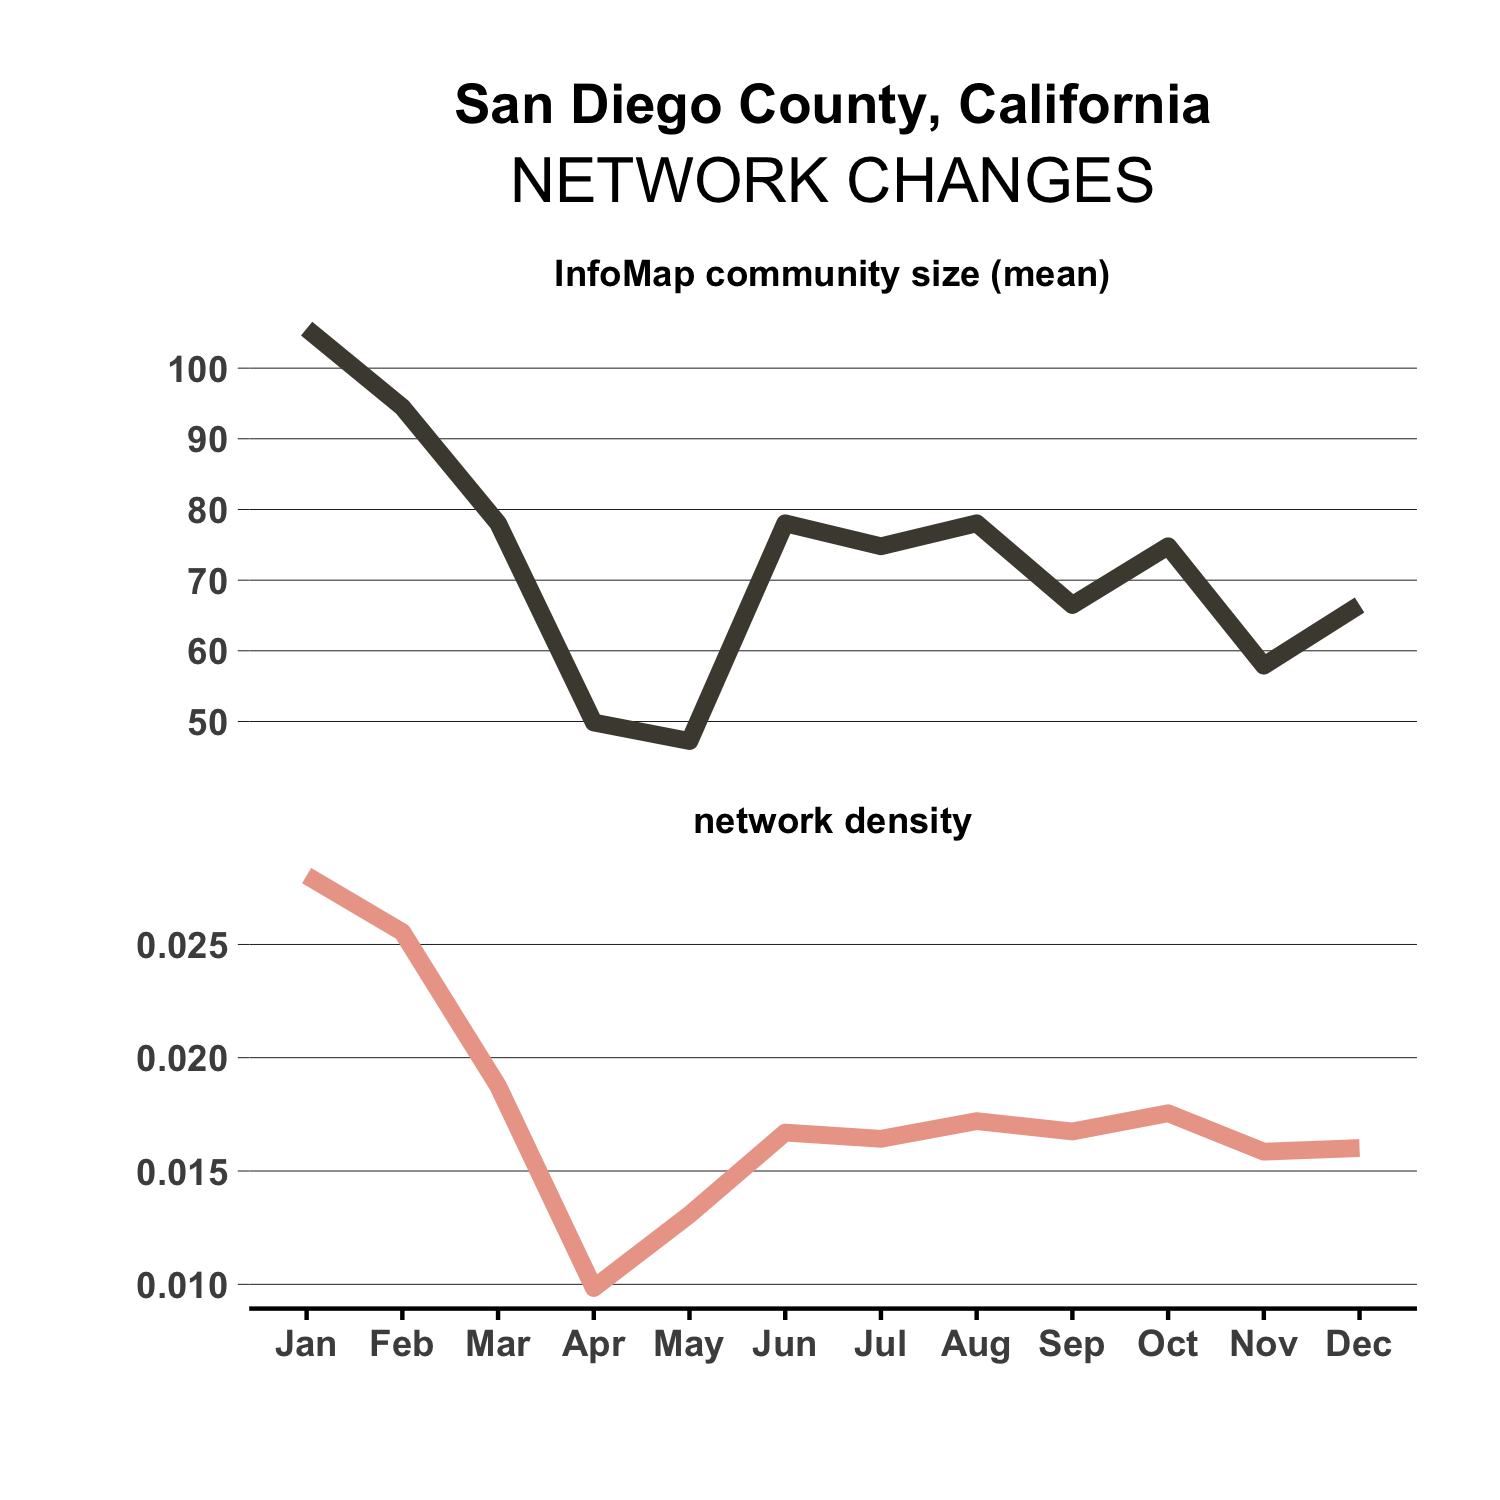 San Diego County, California
NETWORK CHANGES
InfoMap community size (mean)
100
90
80
70
60
50
network density
0.025
0.020
0.015
0.010
Jan Feb Mar Apr May Jun Jul Aug Sep Oct Nov Dec